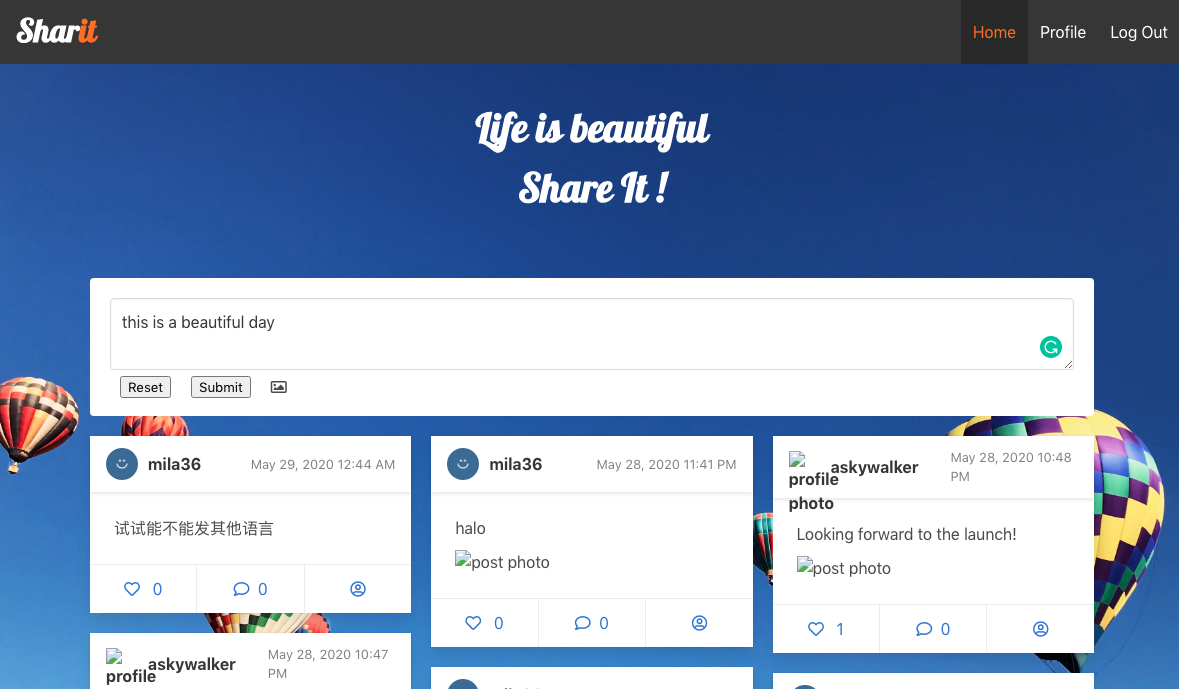 Sharit
Home
Profile
Log Out
Life is beautiful
Share It !
this is a beautiful day
Reset
Submit
mila36
May 29, 2020 12:44 AM
试试能不能发其他语言
0
0
mila36
May 28, 2020 11:41 PM
halo
post photo
0
0
profile
photo
askywalker
May 28, 2020 10:48
PM
Looking forward to the launch!
post photo
1
0
profile
askywalker
May 28, 2020 10:47
PM